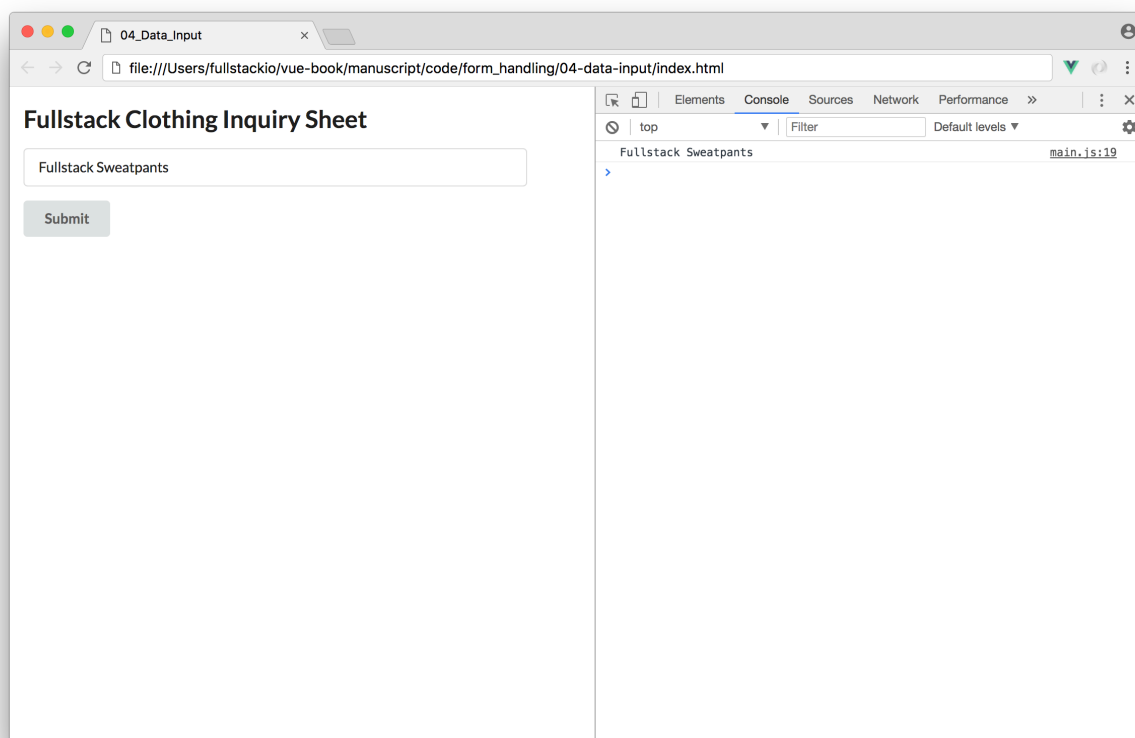 04_Data_Input
file:///Users/fullstackio/vue-book/manuscript/code/form_handling/04-data-input/index.html
Elements Console Sources Network Performance
top Filter Default levels
Fullstack Clothing Inquiry Sheet
Fullstack Sweatpants
Submit
Fullstack Sweatpants main.js:19